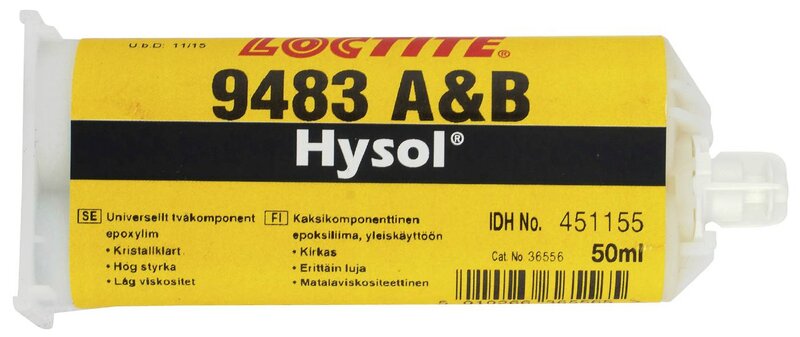 U.b.D: 11/15
LOCTITE®
9483 A&B
Hysol®
SE Universellt tvåkomponent
epoxylim
• Kristallklart
• Hög styrka
• Låg viskositet
FI Kaksikomponenttinen
epoksiliima, yleiskäyttöön
• Kirkas
• Erittäin luja
• Matalaviskositeettinen
IDH No. 451155
Cat. No 36556 50ml